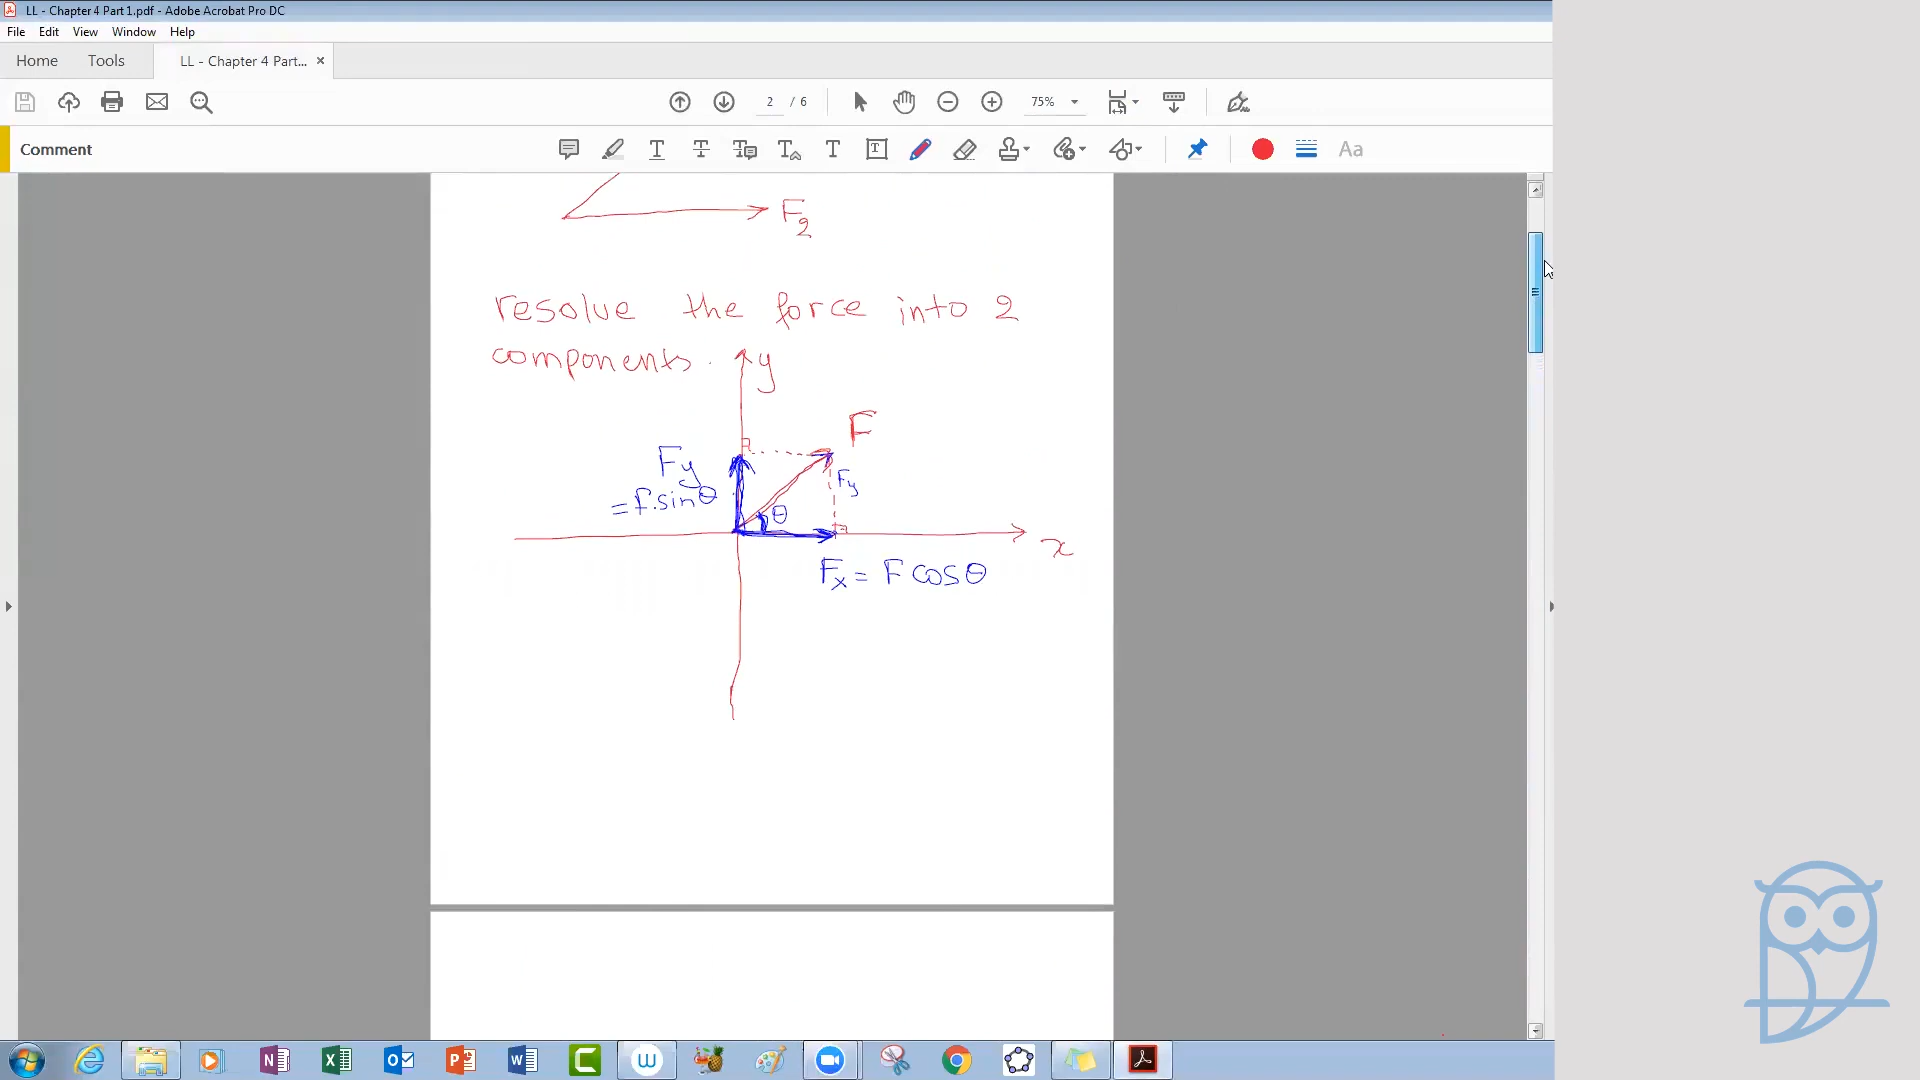 LL - Chapter 4 Part 1.pdf - Adobe Acrobat Pro DC
File Edit View Window Help
Home Tools LL - Chapter 4 Part... ×
2 / 6 75%
Comment Aa
F2
resolve the force into 2
components.
y
F
Fy
= f.sinθ
Fy
θ
x
Fx = F cosθ